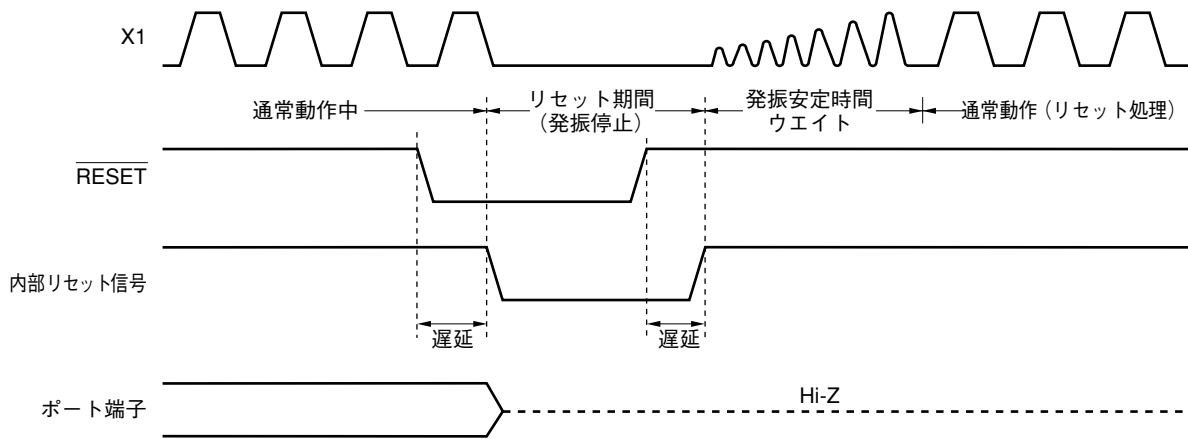 X1
通常動作中
リセット期間
（発振停止）
発振安定時間
ウエイト
通常動作（リセット処理）
RESET
内部リセット信号
遅延
遅延
ポート端子
Hi-Z